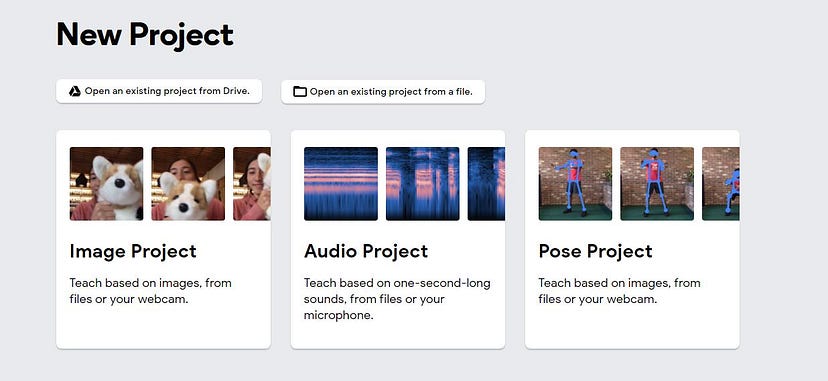 New Project
Open an existing project from Drive.
Open an existing project from a file.
Image Project
Teach based on images, from
files or your webcam.
Audio Project
Teach based on one-second-long
sounds, from files or your
microphone.
Pose Project
Teach based on images, from
files or your webcam.